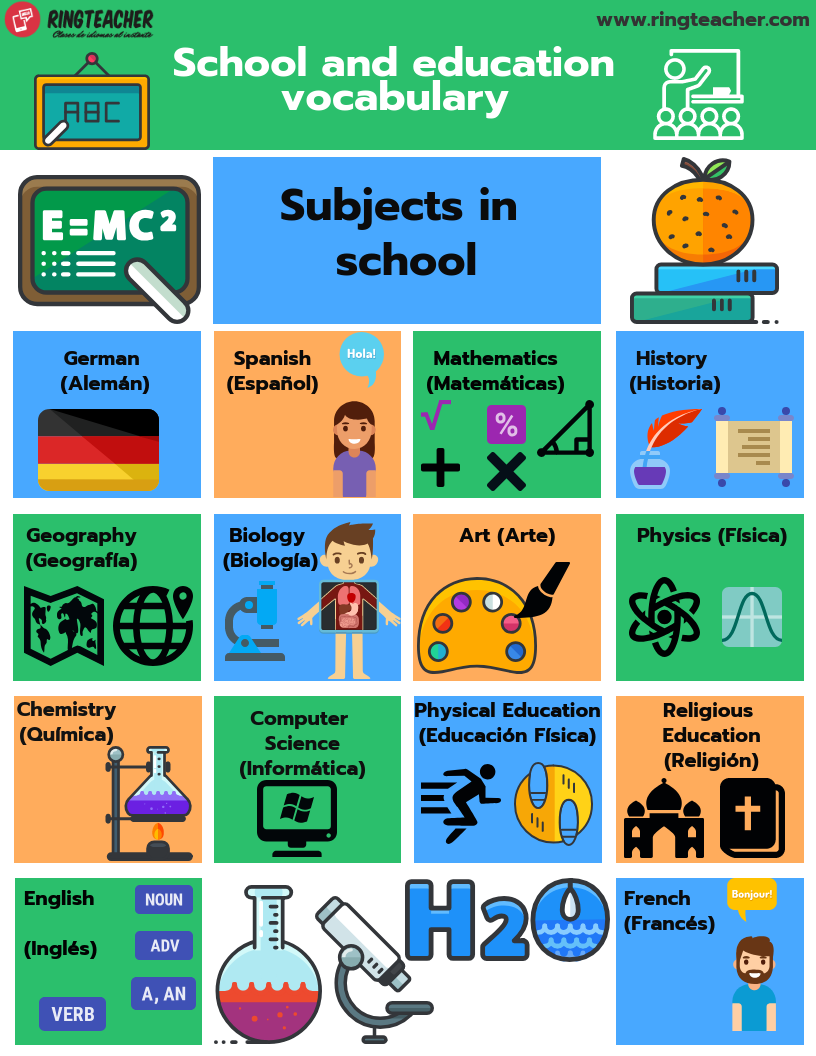 RINGTEACHER
Clases de idiomas al instante
www.ringteacher.com
School and education
vocabulary
ABC
E=MC²
Subjects in
school
German
(Alemán)
Spanish
(Español)
Hola!
Mathematics
(Matemáticas)
√
%
+
×
History
(Historia)
Geography
(Geografía)
Biology
(Biología)
Art (Arte)
Physics (Física)
Chemistry
(Química)
Computer
Science
(Informática)
Physical Education
(Educación Física)
Religious
Education
(Religión)
English
(Inglés)
NOUN
ADV
A, AN
VERB
H2O
French
(Francés)
Bonjour!